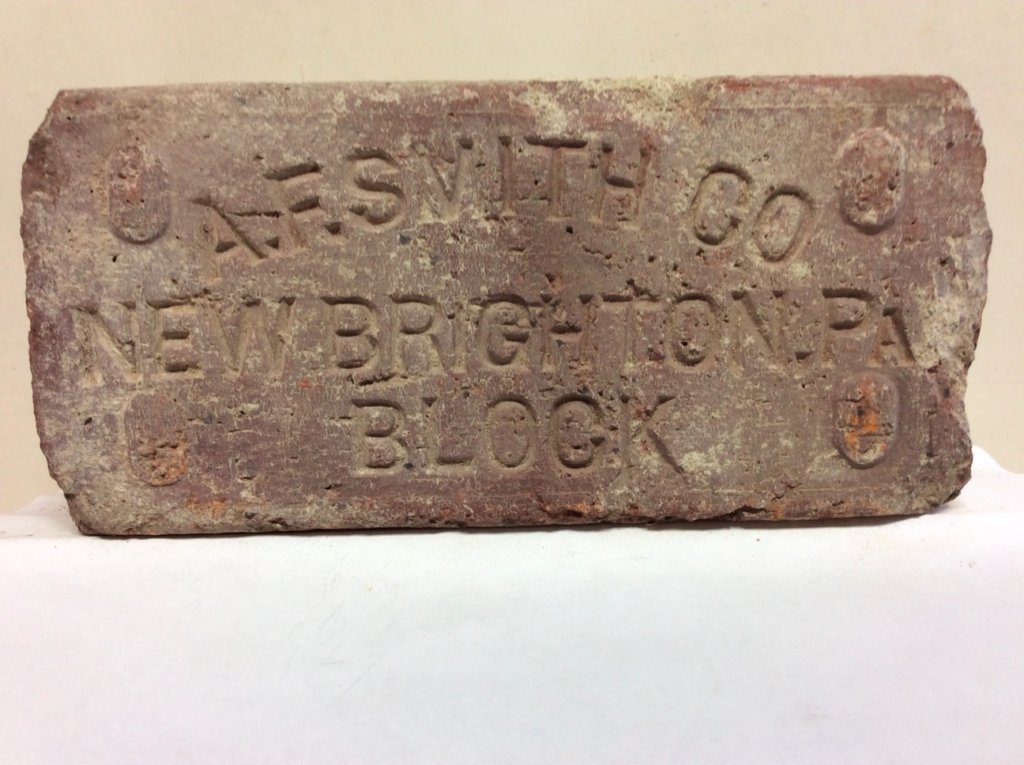 A.F. SMITH CO
NEW BRIGHTON.PA
BLOCK